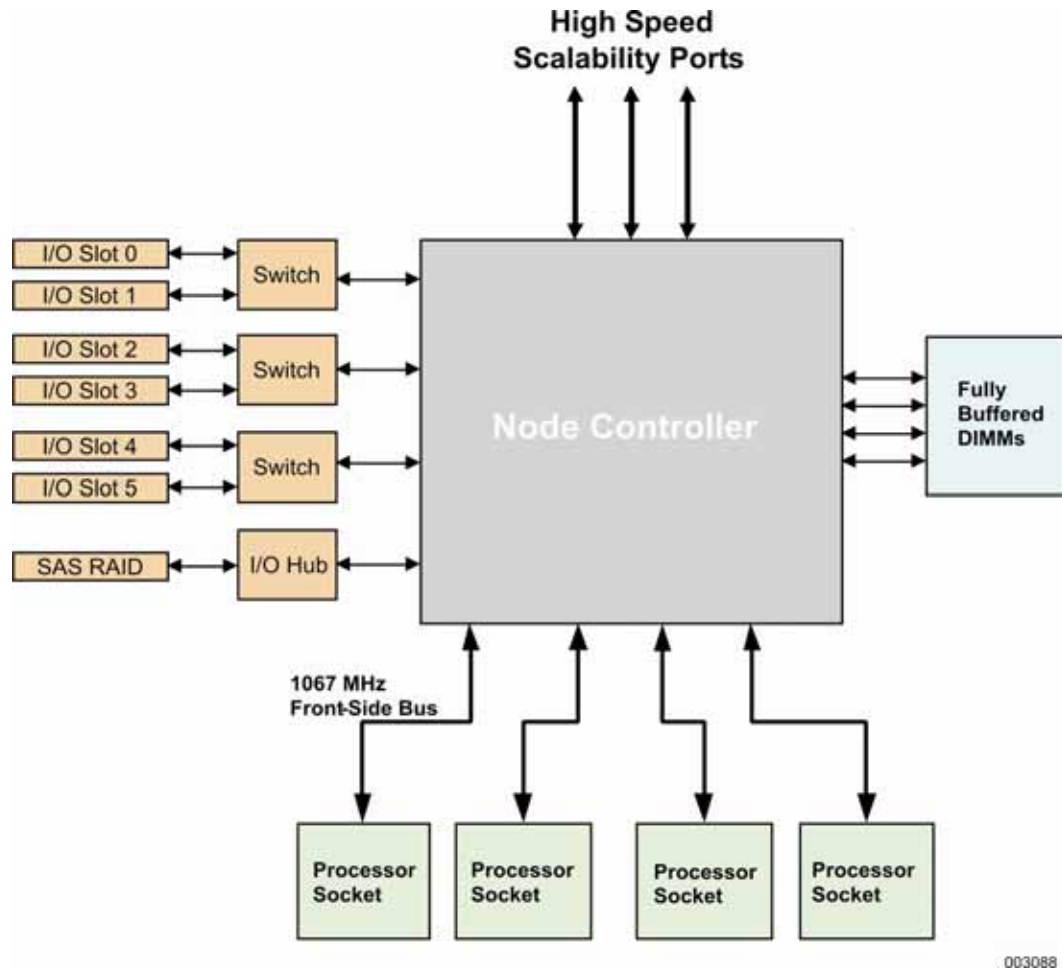 High Speed
Scalability Ports
I/O Slot 0
I/O Slot 1
Switch
I/O Slot 2
I/O Slot 3
Switch
I/O Slot 4
I/O Slot 5
Switch
SAS RAID
I/O Hub
Node Controller
Fully
Buffered
DIMMs
1067 MHz
Front-Side Bus
Processor
Socket
Processor
Socket
Processor
Socket
Processor
Socket
003088